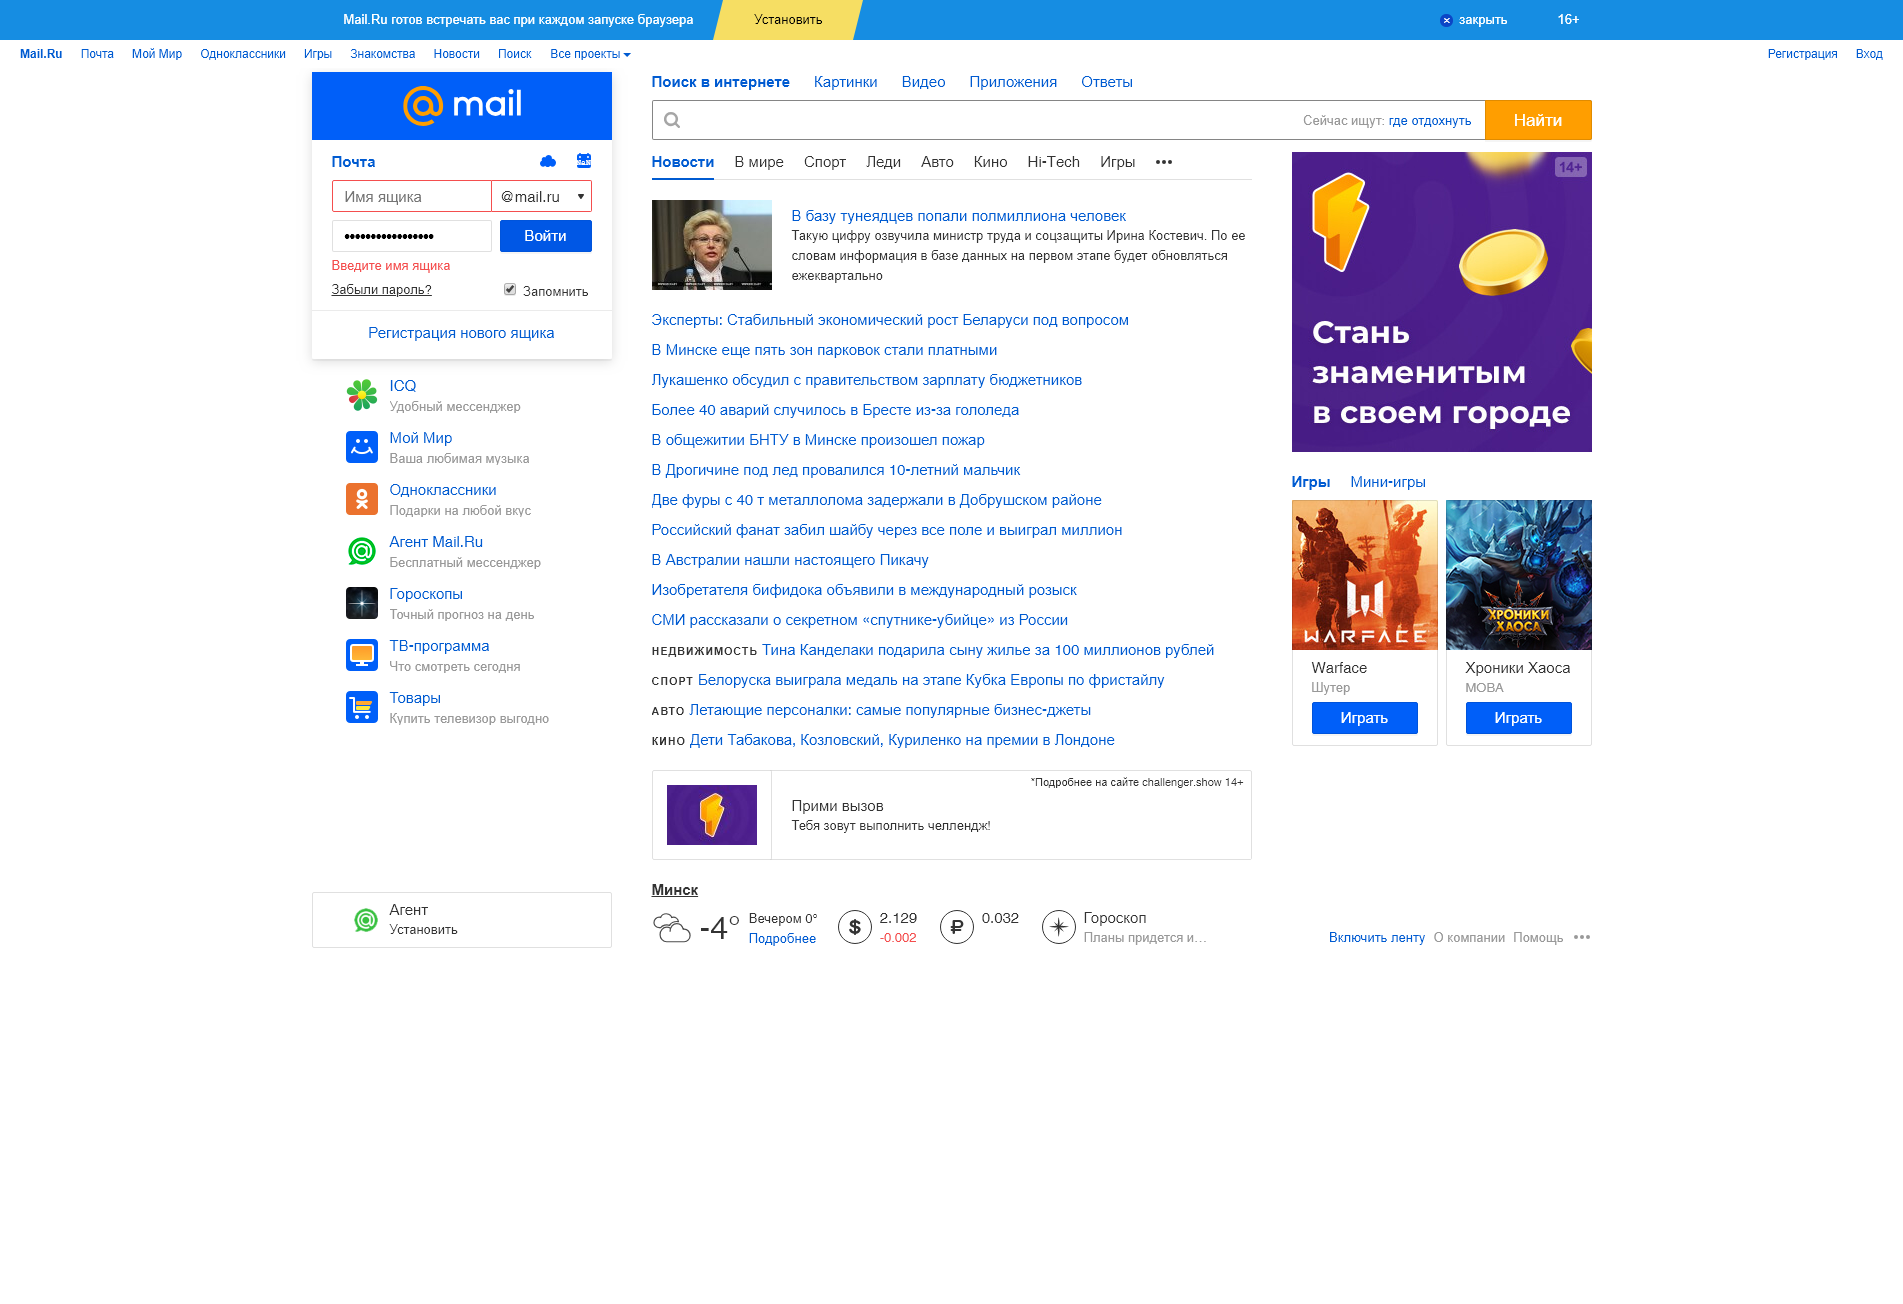 Mail.Ru готов встречать вас при каждом запуске браузера
Установить
закрыть
16+
Mail.Ru Почта Мой Мир Одноклассники Игры Знакомства Новости Поиск Все проекты
Регистрация Вход
@mail
Почта
Имя ящика
@mail.ru
Войти
Введите имя ящика
Забыли пароль?
Запомнить
Регистрация нового ящика
ICQ
Удобный мессенджер
Мой Мир
Ваша любимая музыка
Одноклассники
Подарки на любой вкус
Агент Mail.Ru
Бесплатный мессенджер
Гороскопы
Точный прогноз на день
ТВ-программа
Что смотреть сегодня
Товары
Купить телевизор выгодно
Агент
Установить
Поиск в интернете Картинки Видео Приложения Ответы
Сейчас ищут: где отдохнуть
Найти
Новости В мире Спорт Леди Авто Кино Hi-Tech Игры
В базу тунеядцев попали полмиллиона человек
Такую цифру озвучила министр труда и соцзащиты Ирина Костевич. По ее
словам информация в базе данных на первом этапе будет обновляться
ежеквартально
Эксперты: Стабильный экономический рост Беларуси под вопросом
В Минске еще пять зон парковок стали платными
Лукашенко обсудил с правительством зарплату бюджетников
Более 40 аварий случилось в Бресте из-за гололеда
В общежитии БНТУ в Минске произошел пожар
В Дрогичине под лед провалился 10-летний мальчик
Две фуры с 40 т металлолома задержали в Добрушском районе
Российский фанат забил шайбу через все поле и выиграл миллион
В Австралии нашли настоящего Пикачу
Изобретателя бифидока объявили в международный розыск
СМИ рассказали о секретном «спутнике-убийце» из России
НЕДВИЖИМОСТЬ Тина Канделаки подарила сыну жилье за 100 миллионов рублей
СПОРТ Белоруска выиграла медаль на этапе Кубка Европы по фристайлу
АВТО Летающие персоналки: самые популярные бизнес-джеты
КИНО Дети Табакова, Козловский, Куриленко на премии в Лондоне
*Подробнее на сайте challenger.show 14+
Прими вызов
Тебя зовут выполнить челлендж!
Минск
-4°
Вечером 0°
Подробнее
$
2.129
-0.002
₽
0.032
Гороскоп
Планы придется и…
14+
Стань
знаменитым
в своем городе
Игры Мини-игры
WARFACE
Warface
Шутер
Играть
ХРОНИКИ
ХАОСА
Хроники Хаоса
MOBA
Играть
Включить ленту О компании Помощь